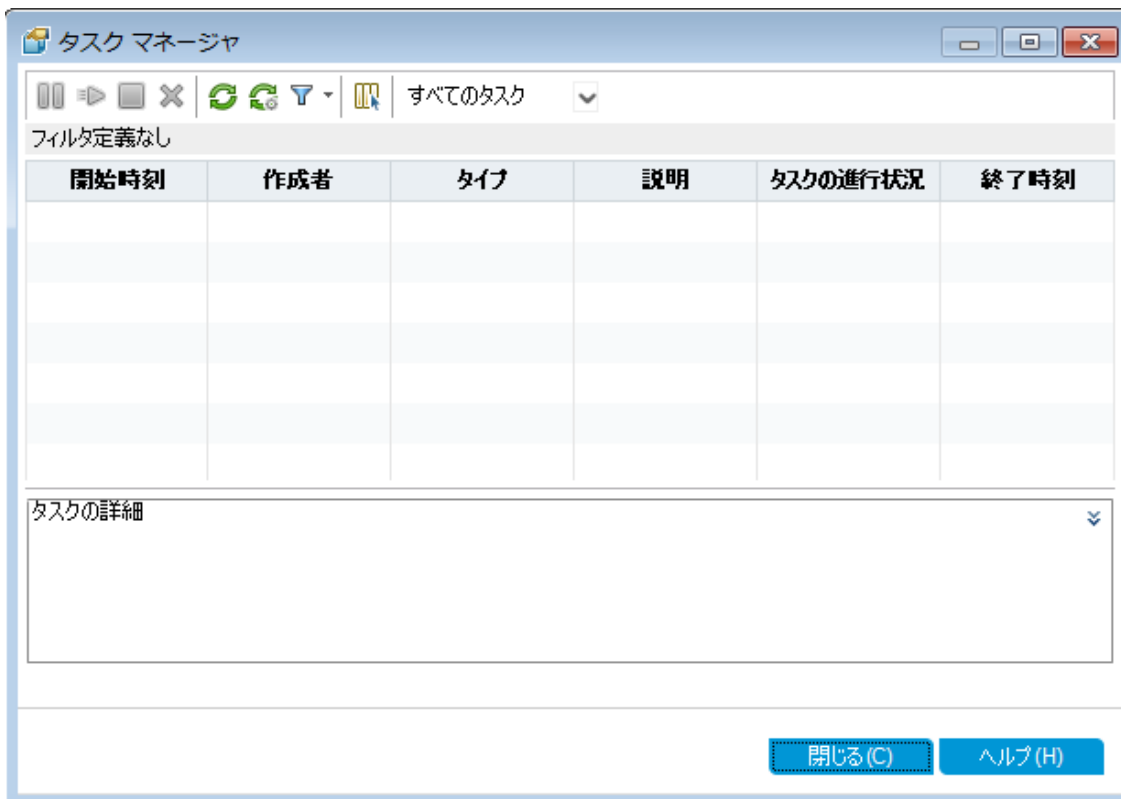 タスク マネージャ
すべてのタスク
フィルタ定義なし
開始時刻 作成者 タイプ 説明 タスクの進行状況 終了時刻
タスクの詳細
閉じる(C) ヘルプ(H)